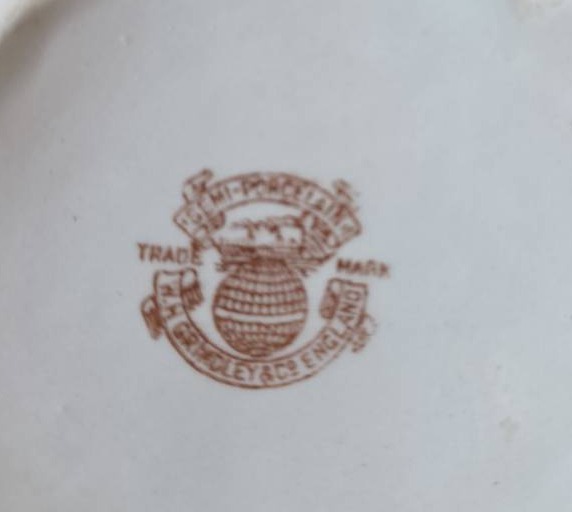 SEMI-PORCELAIN
TRADE MARK
W.H. GRINDLEY & Co ENGLAND